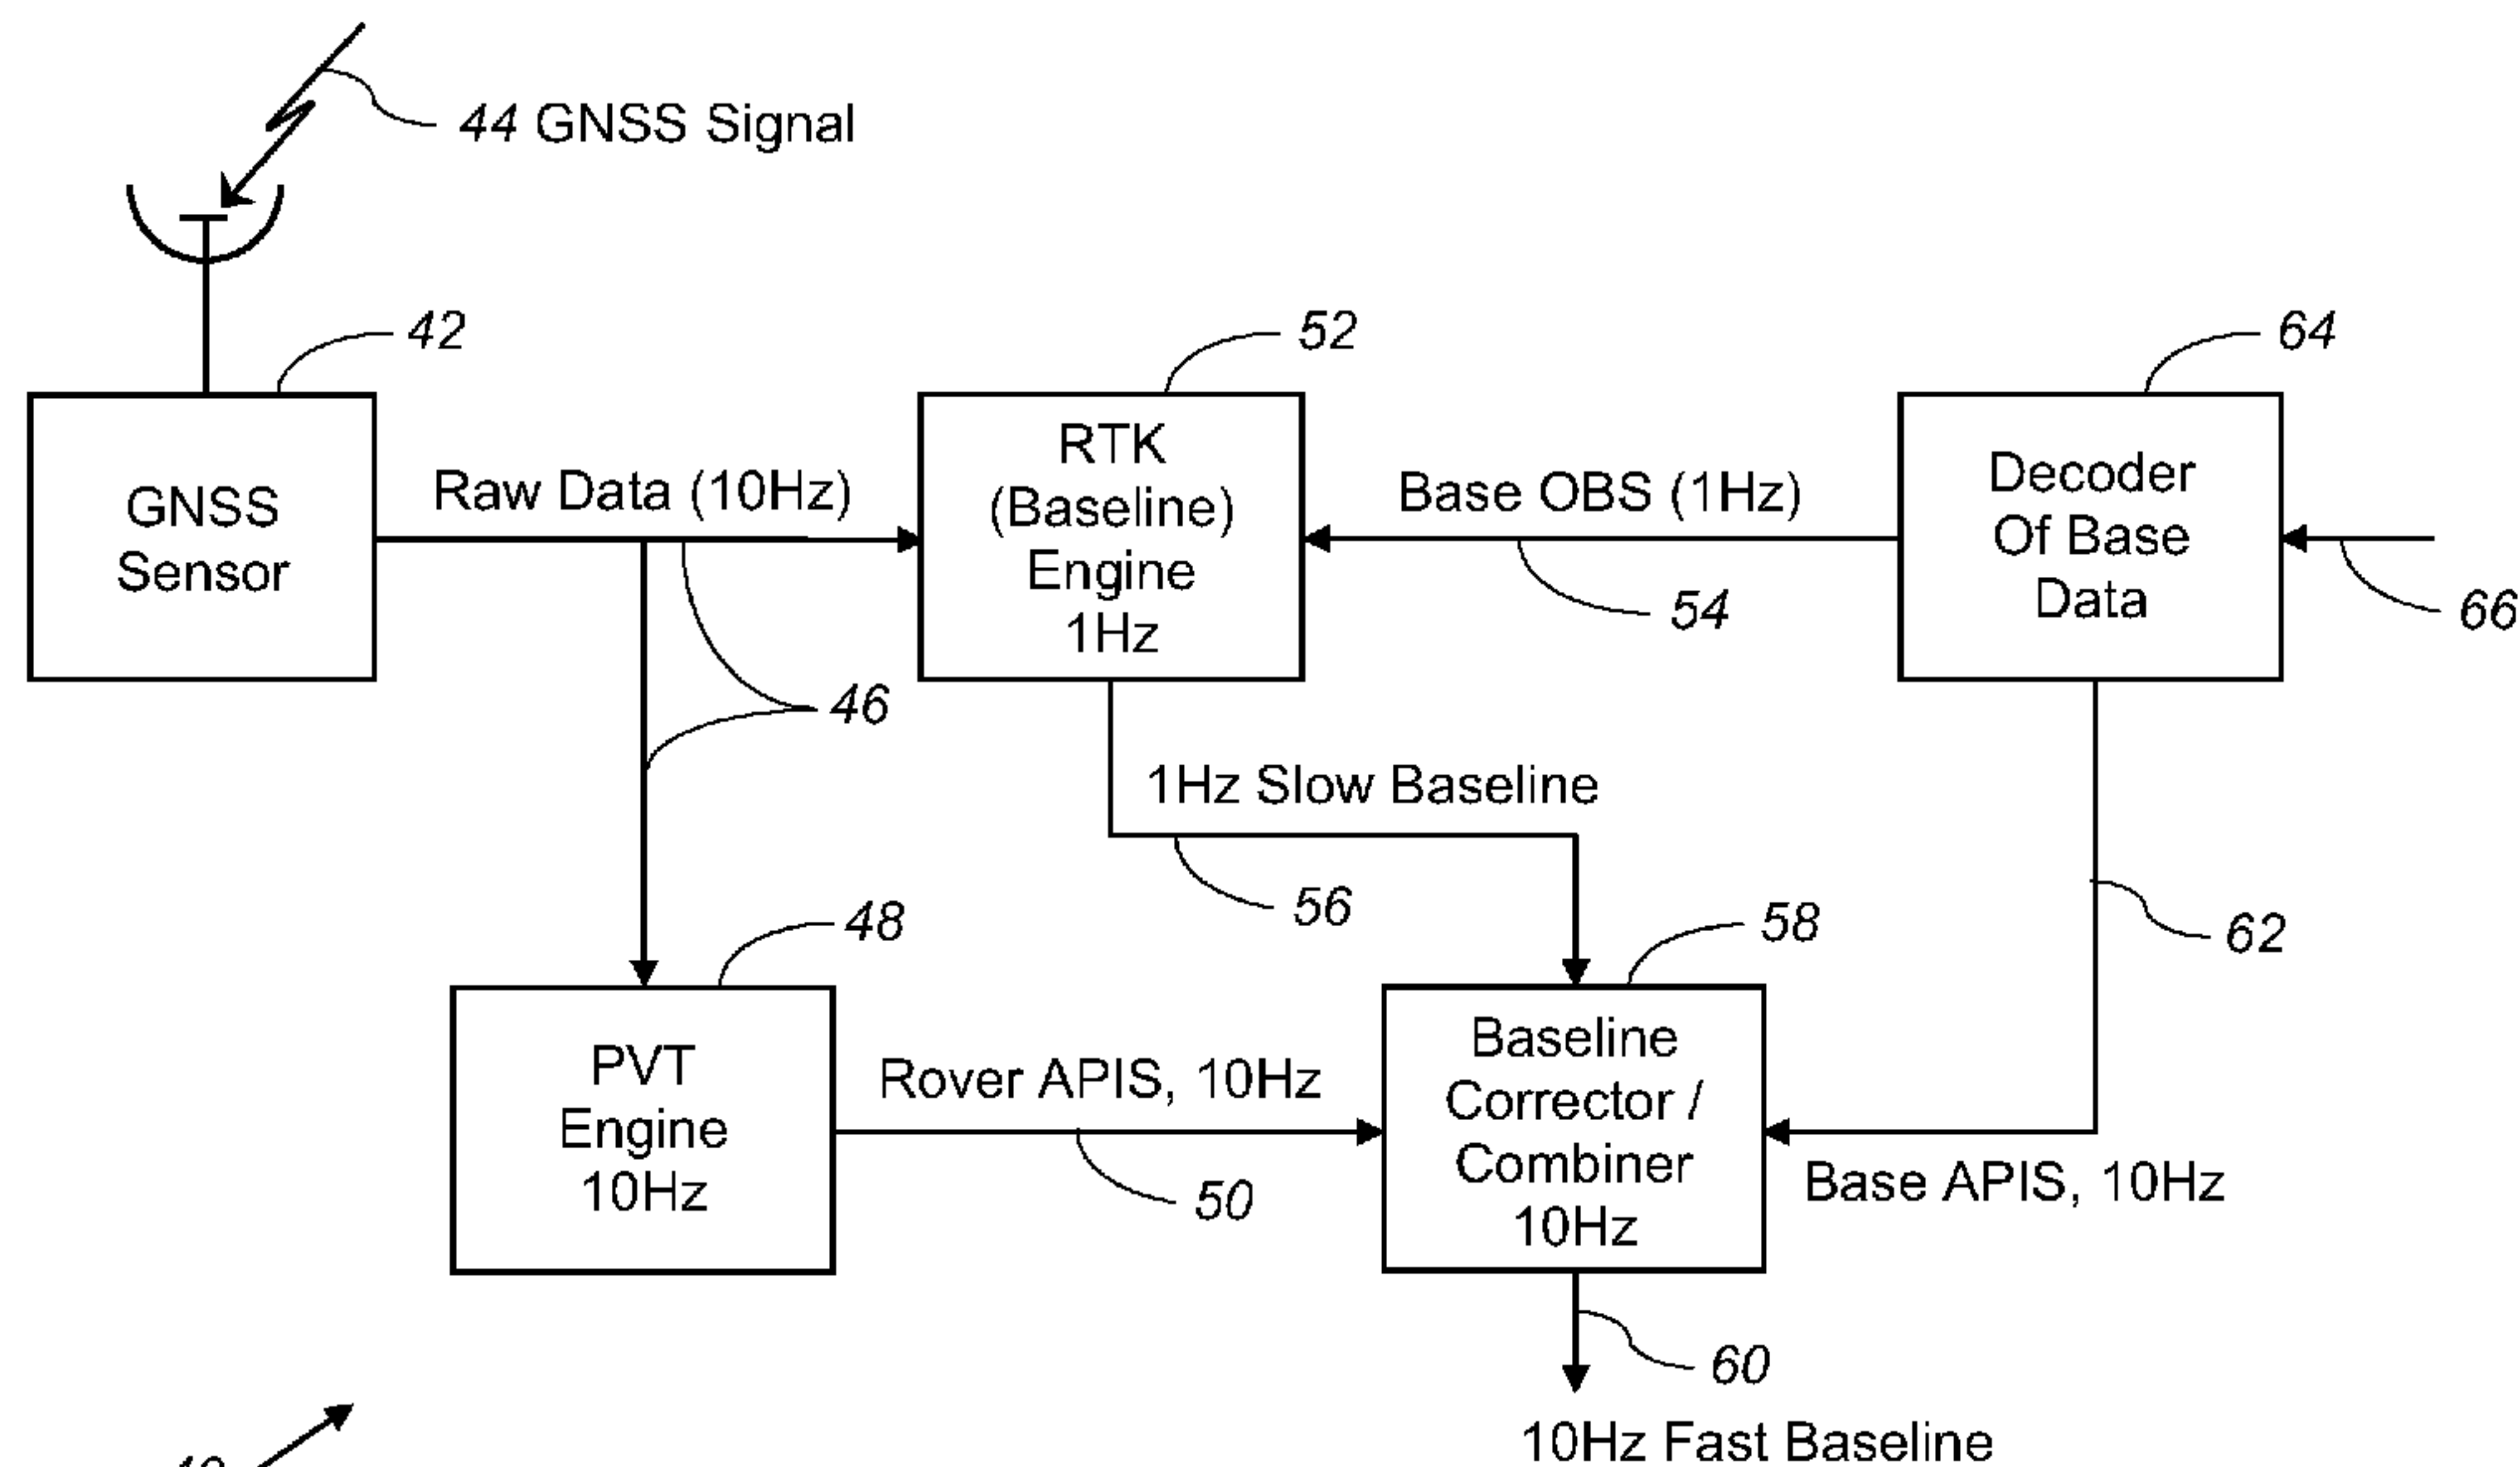 44 GNSS Signal
42
52
64
GNSS
Sensor
Raw Data (10Hz)
RTK
(Baseline)
Engine
1Hz
Base OBS (1Hz)
Decoder
Of Base
Data
54
66
46
1Hz Slow Baseline
56
62
48
58
PVT
Engine
10Hz
Rover APIS, 10Hz
50
Baseline
Corrector /
Combiner
10Hz
Base APIS, 10Hz
60
10Hz Fast Baseline